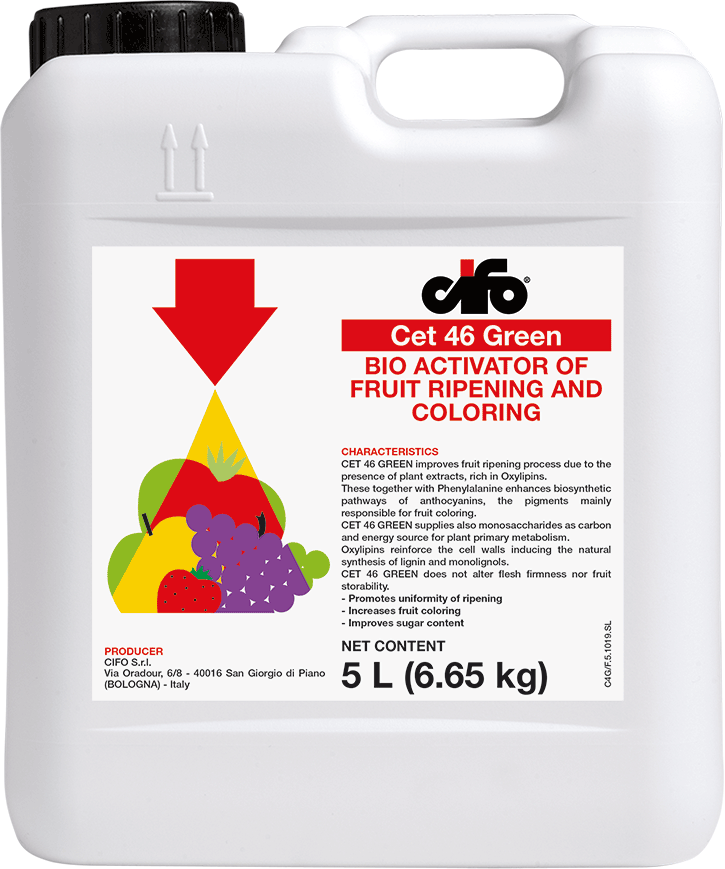 cifo®
Cet 46 Green
BIO ACTIVATOR OF
FRUIT RIPENING AND
COLORING
CHARACTERISTICS
CET 46 GREEN improves fruit ripening process due to the
presence of plant extracts, rich in Oxylipins.
These together with Phenylalanine enhances biosynthetic
pathways of anthocyanins, the pigments mainly
responsible for fruit coloring.
CET 46 GREEN supplies also monosaccharides as carbon
and energy source for plant primary metabolism.
Oxylipins reinforce the cell walls inducing the natural
synthesis of lignin and monolignols.
CET 46 GREEN does not alter flesh firmness nor fruit
storability.
- Promotes uniformity of ripening
- Increases fruit coloring
- Improves sugar content
NET CONTENT
5 L (6.65 kg)
PRODUCER
CIFO S.r.l.
Via Oradour, 6/8 - 40016 San Giorgio di Piano
(BOLOGNA) - Italy
C4G/F.5.1019.SL